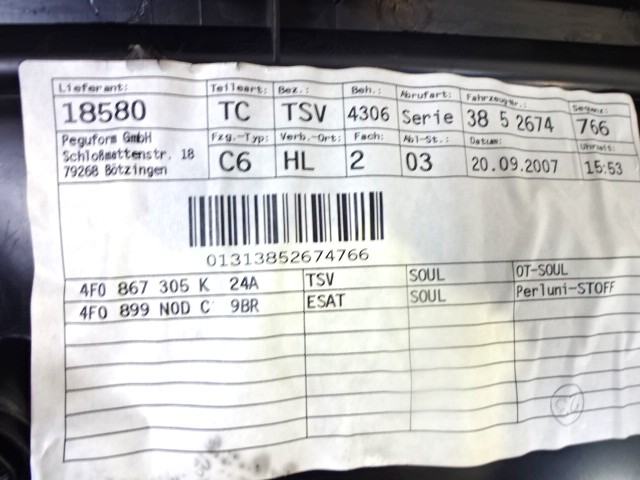 Lieferant: Teileart: Bez.: Beh.: Abrufart: Fahrzeugnr.: Sequenz:
18580 TC TSV 4306 Serie 38 5 2674 766
Peguform GmbH Fzg.-Typ: Verb.-Ort: Fach: Abl-St.: Datum: Uhrzeit:
Schloßmattenstr. 18
79268 Bötzingen C6 HL 2 03 20.09.2007 15:53
01313852674766
4F0 867 305 K 24A TSV SOUL OT-SOUL
4F0 899 NOD C 9BR ESAT SOUL Perluni-STOFF